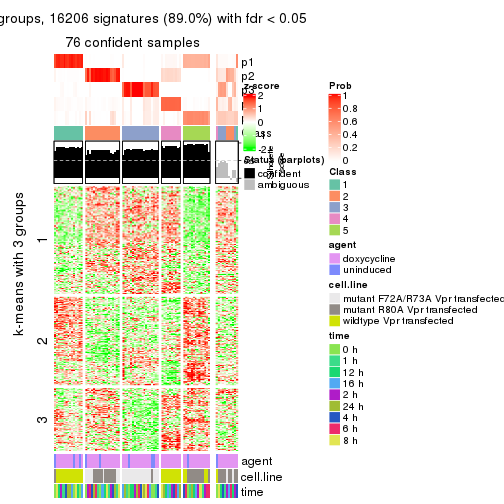 groups, 16206 signatures (89.0%) with fdr < 0.05
76 confident samples
p1
p2
z-score
2
1
0
-2
Class
Status (barplots)
confident
ambiguous
Silhouette
score
Prob
1
0.8
0.6
0.4
0.2
0
Class
1
2
3
4
5
agent
doxycycline
uninduced
cell.line
mutant F72A/R73A Vpr transfected
mutant R80A Vpr transfected
wildtype Vpr transfected
time
0 h
1 h
12 h
16 h
2 h
24 h
4 h
6 h
8 h
k-means with 3 groups
1
2
3
agent
cell.line
time